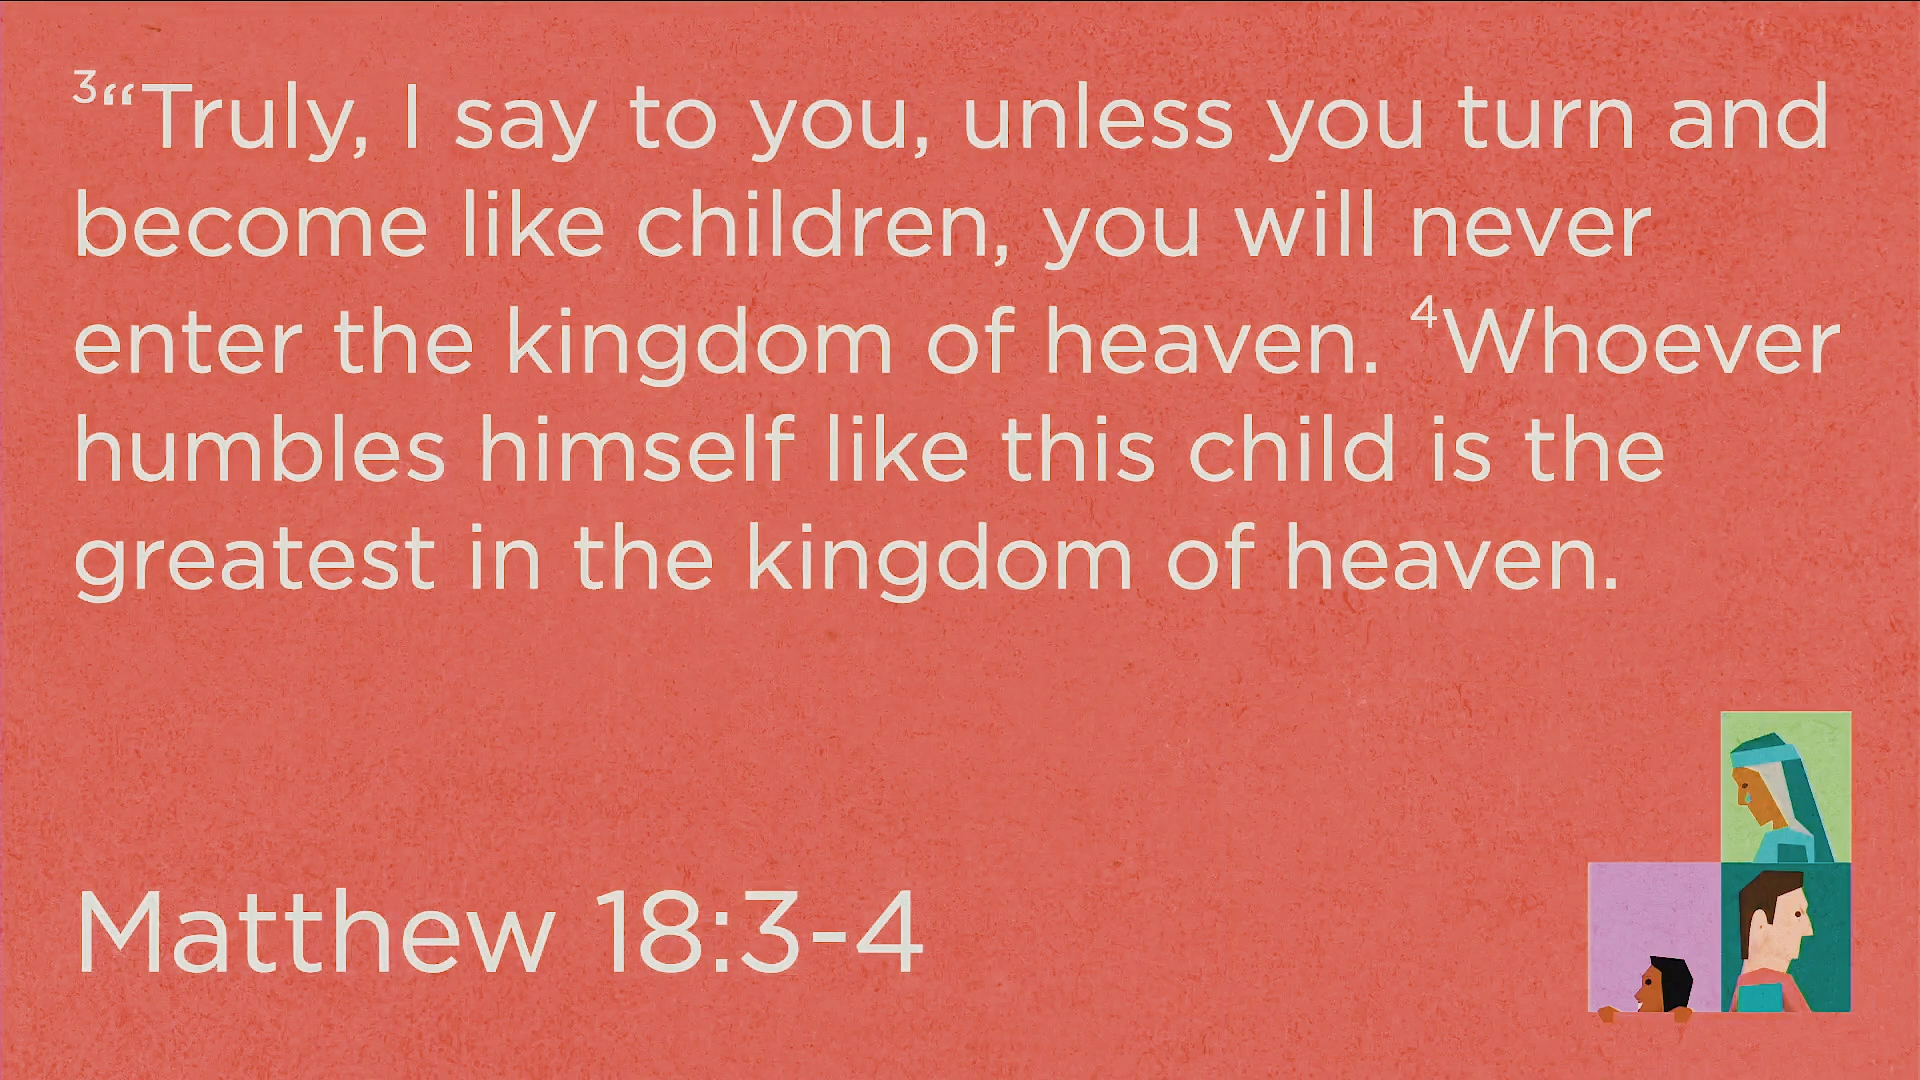 ³“Truly, I say to you, unless you turn and
become like children, you will never
enter the kingdom of heaven. ⁴Whoever
humbles himself like this child is the
greatest in the kingdom of heaven.
Matthew 18:3-4